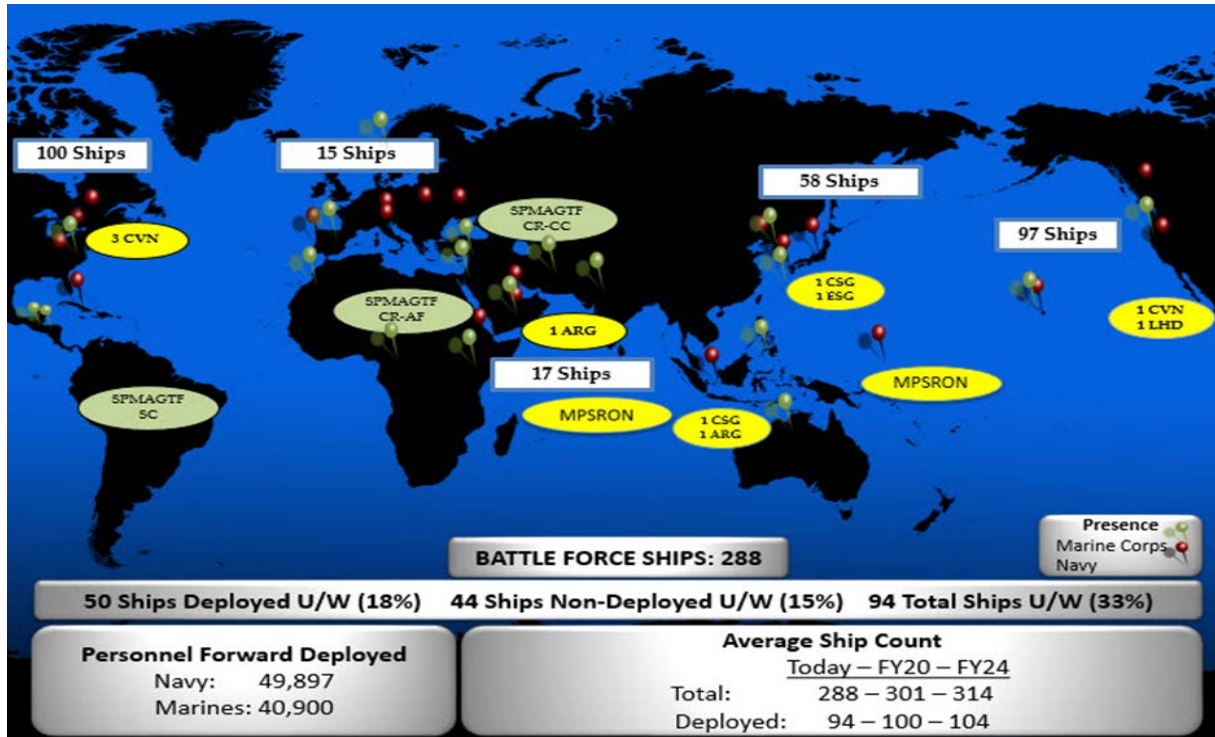 100 Ships
15 Ships
58 Ships
97 Ships
3 CVN
SPMAGTF
CR-CC
1 CSG
1 ESG
SPMAGTF
CR-AF
1 ARG
1 CVN
1 LHD
17 Ships
MPSRON
SPMAGTF
SC
MPSRON
1 CSG
1 ARG
Presence
Marine Corps
Navy
BATTLE FORCE SHIPS: 288
50 Ships Deployed U/W (18%) 44 Ships Non-Deployed U/W (15%) 94 Total Ships U/W (33%)
Personnel Forward Deployed
Navy: 49,897
Marines: 40,900
Average Ship Count
Today – FY20 – FY24
Total: 288 – 301 – 314
Deployed: 94 – 100 – 104